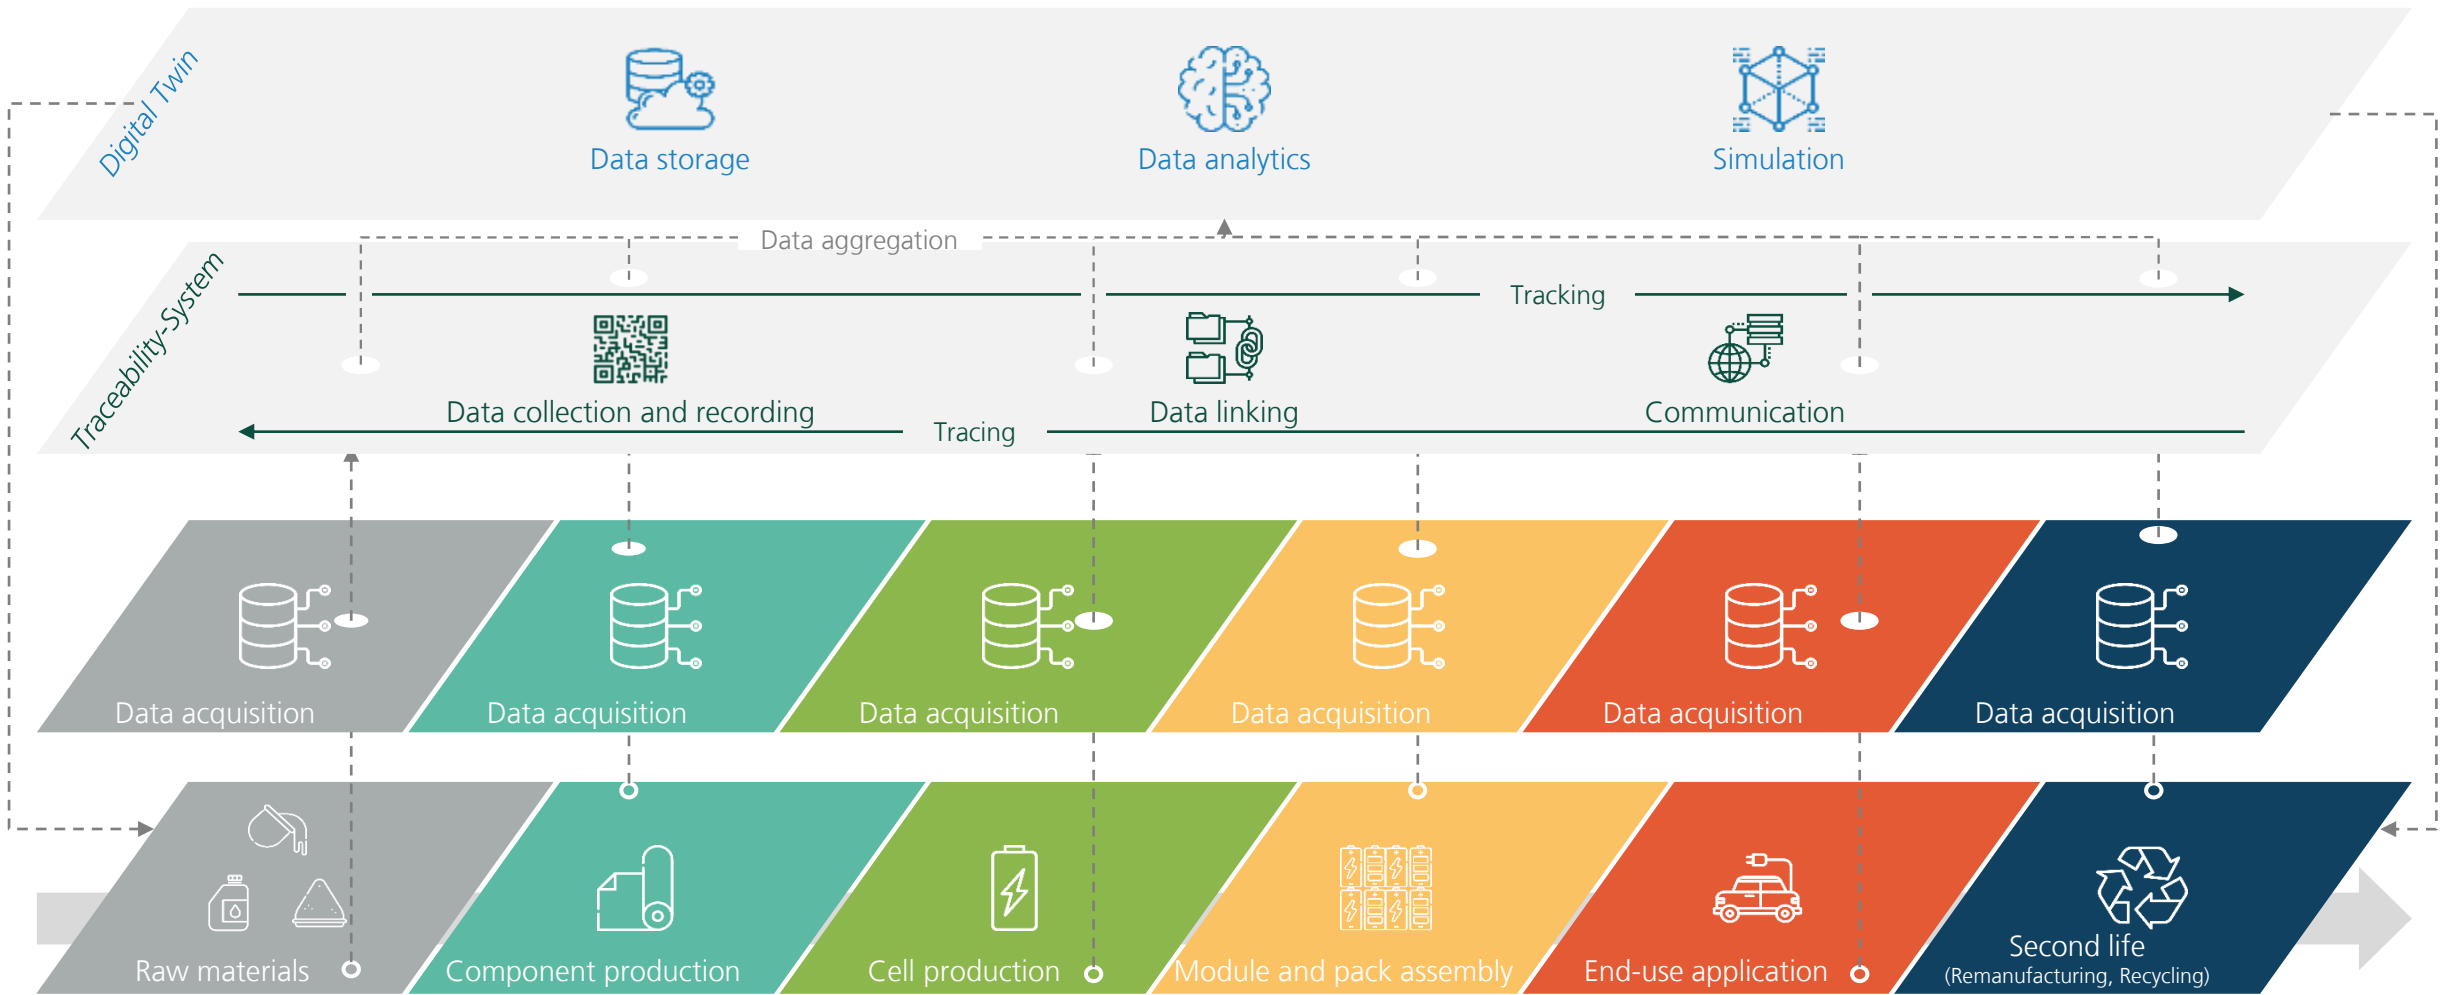 Digital Twin
Data storage
Data analytics
Simulation
Data aggregation
Traceability-System
Tracking
Data collection and recording
Data linking
Communication
Tracing
Data acquisition
Data acquisition
Data acquisition
Data acquisition
Data acquisition
Data acquisition
Raw materials
Component production
Cell production
Module and pack assembly
End-use application
Second life
(Remanufacturing, Recycling)